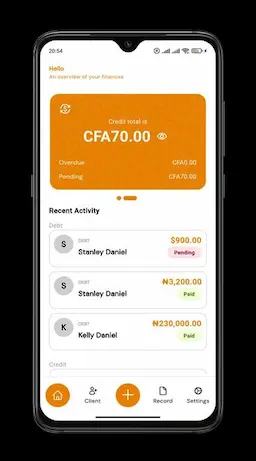 20:54
Hello
An overview of your finances
Credit total is
CFA70.00
Overdue CFA0.00
Pending CFA70.00
Recent Activity
Debt
S DEBT $900.00
Stanley Daniel Pending
S DEBT ₦3,200.00
Stanley Daniel Paid
K DEBT ₦230,000.00
Kelly Daniel Paid
Credit
Client Record Settings